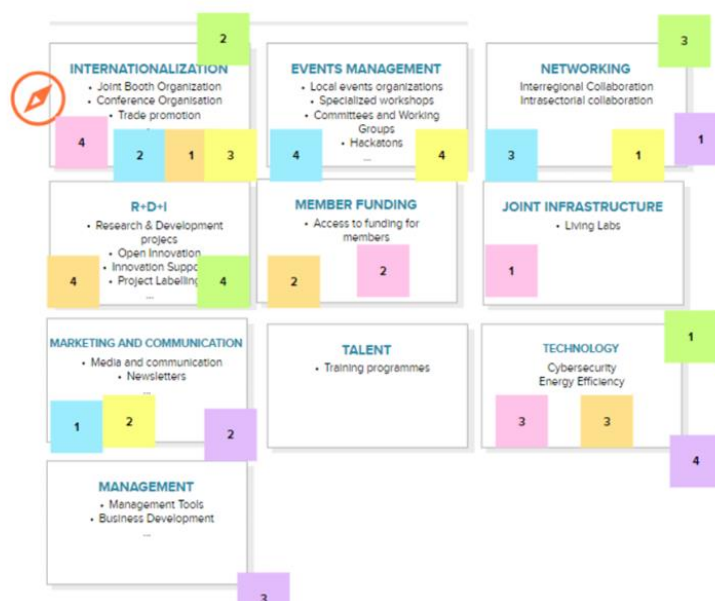 2
3
INTERNATIONALIZATION
• Joint Booth Organization
• Conference Organisation
• Trade promotion
4
2
1
3
EVENTS MANAGEMENT
• Local events organizations
• Specialized workshops
• Committees and Working
Groups
• Hackatons
...
4
4
NETWORKING
Interregional Collaboration
Intrasectorial collaboration
1
3
1
R+D+I
• Research & Development
projecs
• Open Innovation
• Innovation Suppo
• Project Labelling
...
4
4
MEMBER FUNDING
• Access to funding for
members
2
2
JOINT INFRASTRUCTURE
• Living Labs
1
MARKETING AND COMMUNICATION
• Media and communication
• Newsletters
...
1
2
2
TALENT
• Training programmes
1
TECHNOLOGY
Cybersecurity
Energy Efficiency
3
3
4
MANAGEMENT
• Management Tools
• Business Development
...
3